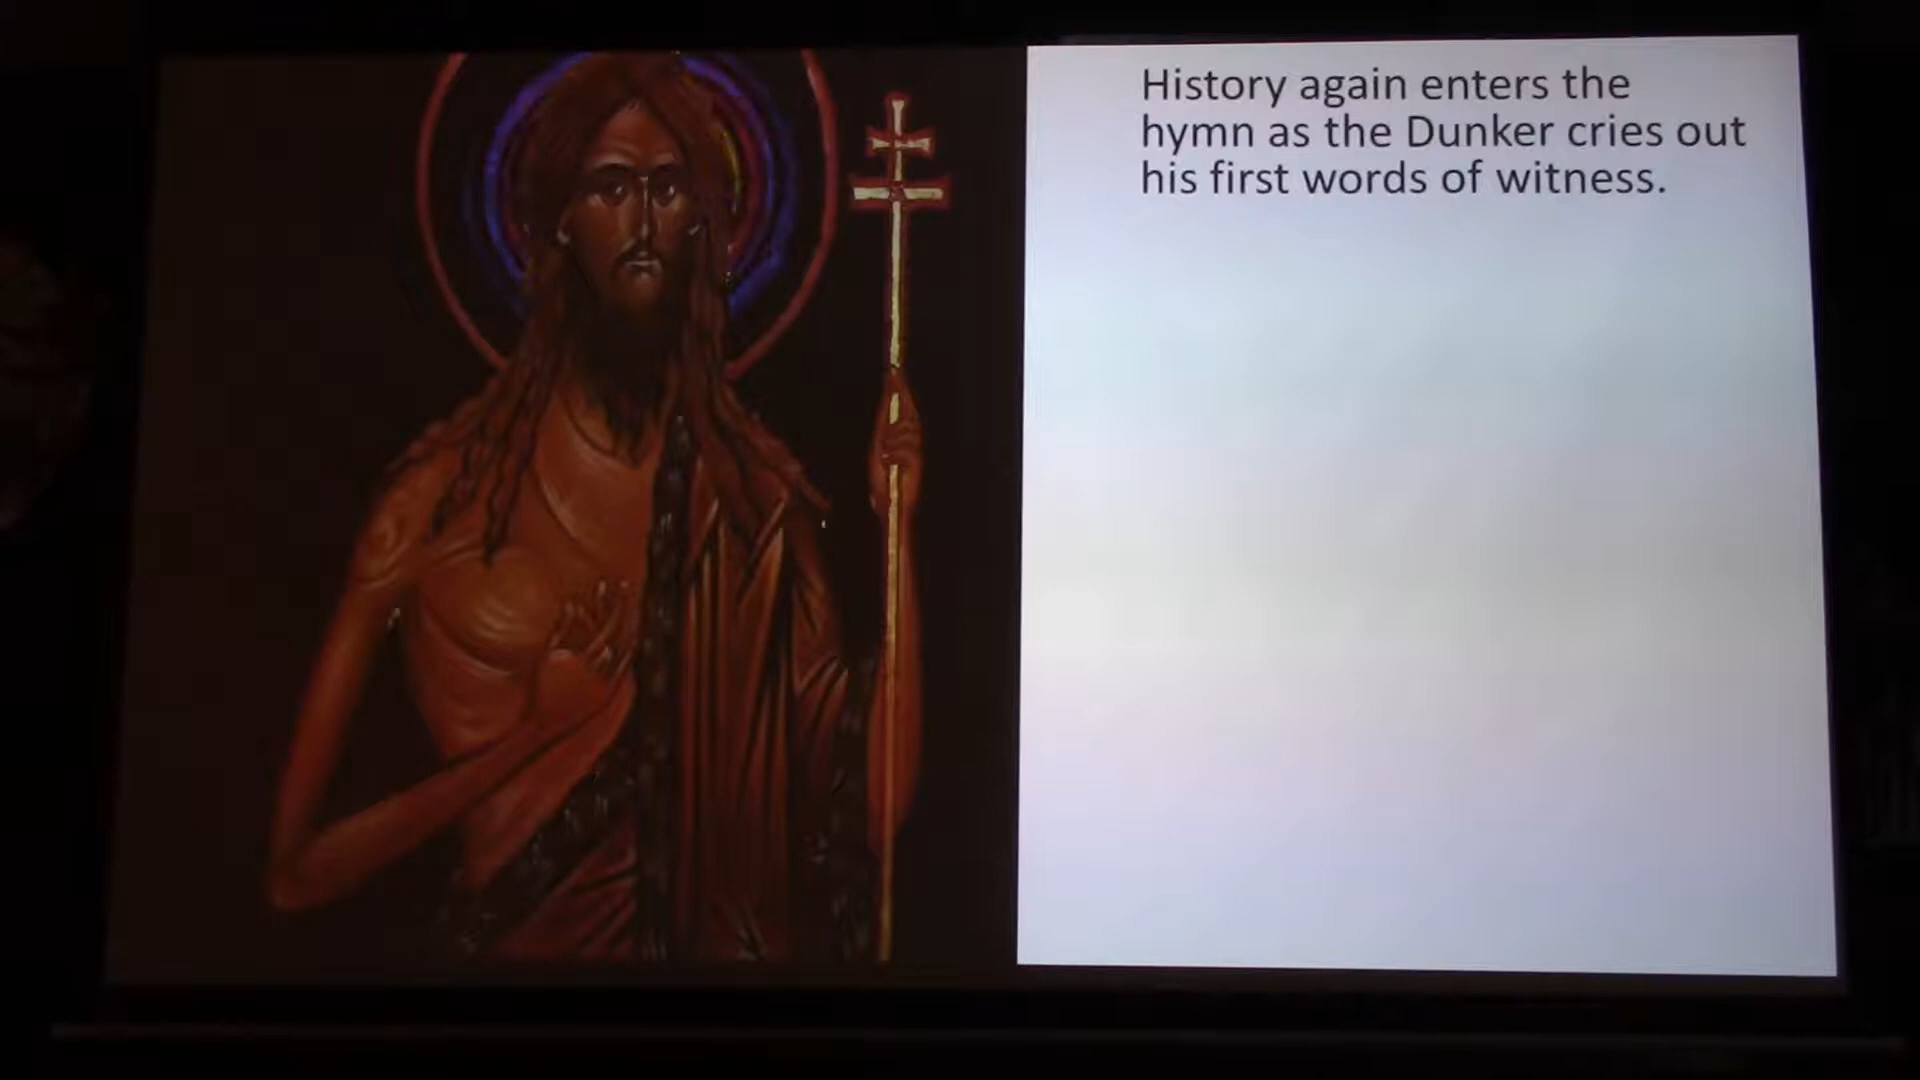 History again enters the
hymn as the Dunker cries out
his first words of witness.